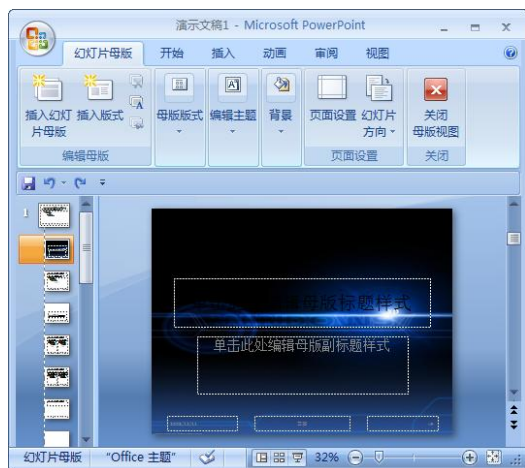 演示文稿1 - Microsoft PowerPoint
幻灯片母版 开始 插入 动画 审阅 视图
插入幻灯片母版 插入版式 母版版式 编辑主题 背景 页面设置 幻灯片方向 关闭母版视图
编辑母版 页面设置 关闭
1
母版标题样式
单击此处编辑母版副标题样式
幻灯片母版 "Office 主题" 32%